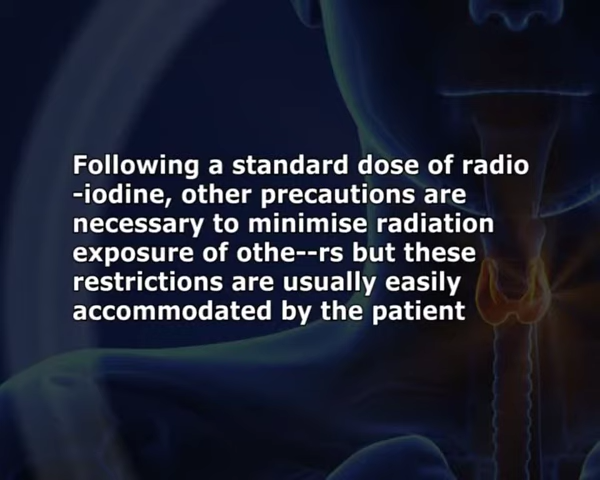 Following a standard dose of radio
-iodine, other precautions are
necessary to minimise radiation
exposure of othe--rs but these
restrictions are usually easily
accommodated by the patient